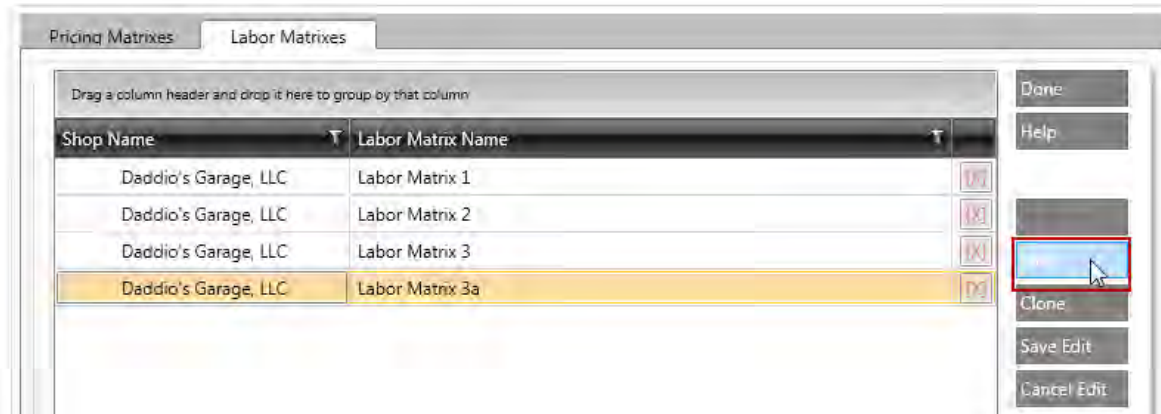 Pricing Matrixes Labor Matrixes
Drag a column header and drop it here to group by that column
Done
Shop Name Labor Matrix Name
Help
Daddio's Garage, LLC Labor Matrix 1 [X]
Daddio's Garage, LLC Labor Matrix 2 [X]
Daddio's Garage, LLC Labor Matrix 3 [X]
Daddio's Garage, LLC Labor Matrix 3a [X]
Clone
Save Edit
Cancel Edit